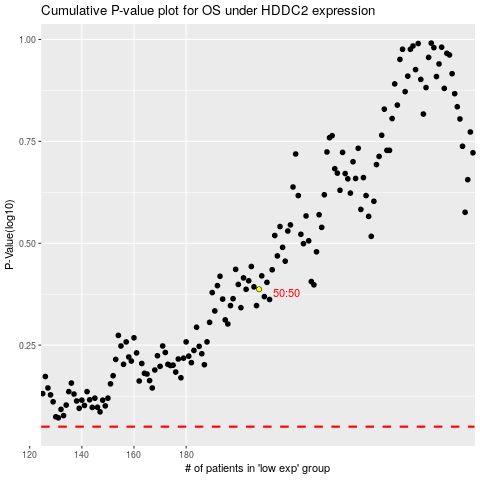 Cumulative P-value plot for OS under HDDC2 expression
P-Value(log10)
1.00
0.75
0.50
0.25
50:50
120 140 160 180
# of patients in 'low exp' group